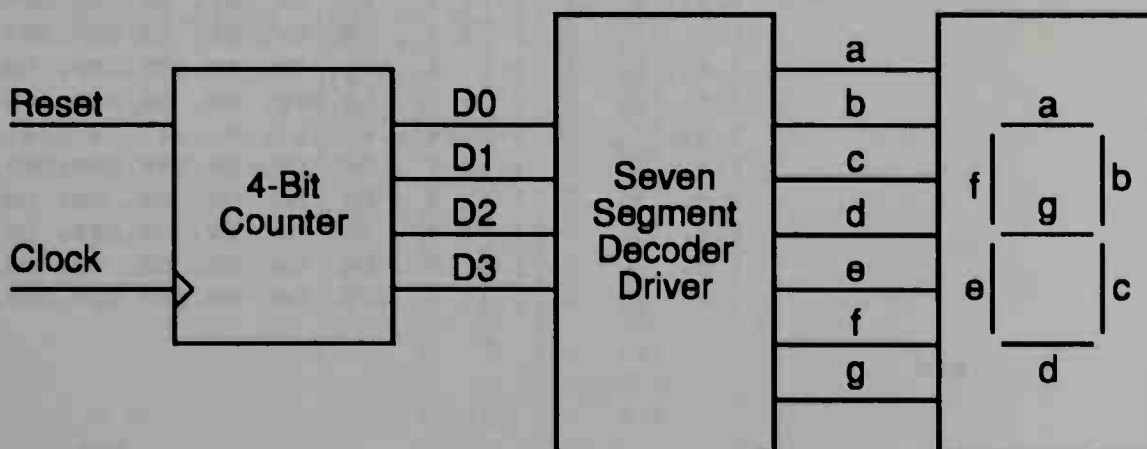 Reset
Clock
4-Bit
Counter
D0
D1
D2
D3
Seven
Segment
Decoder
Driver
a
b
c
d
e
f
g
a
f
b
g
e
c
d